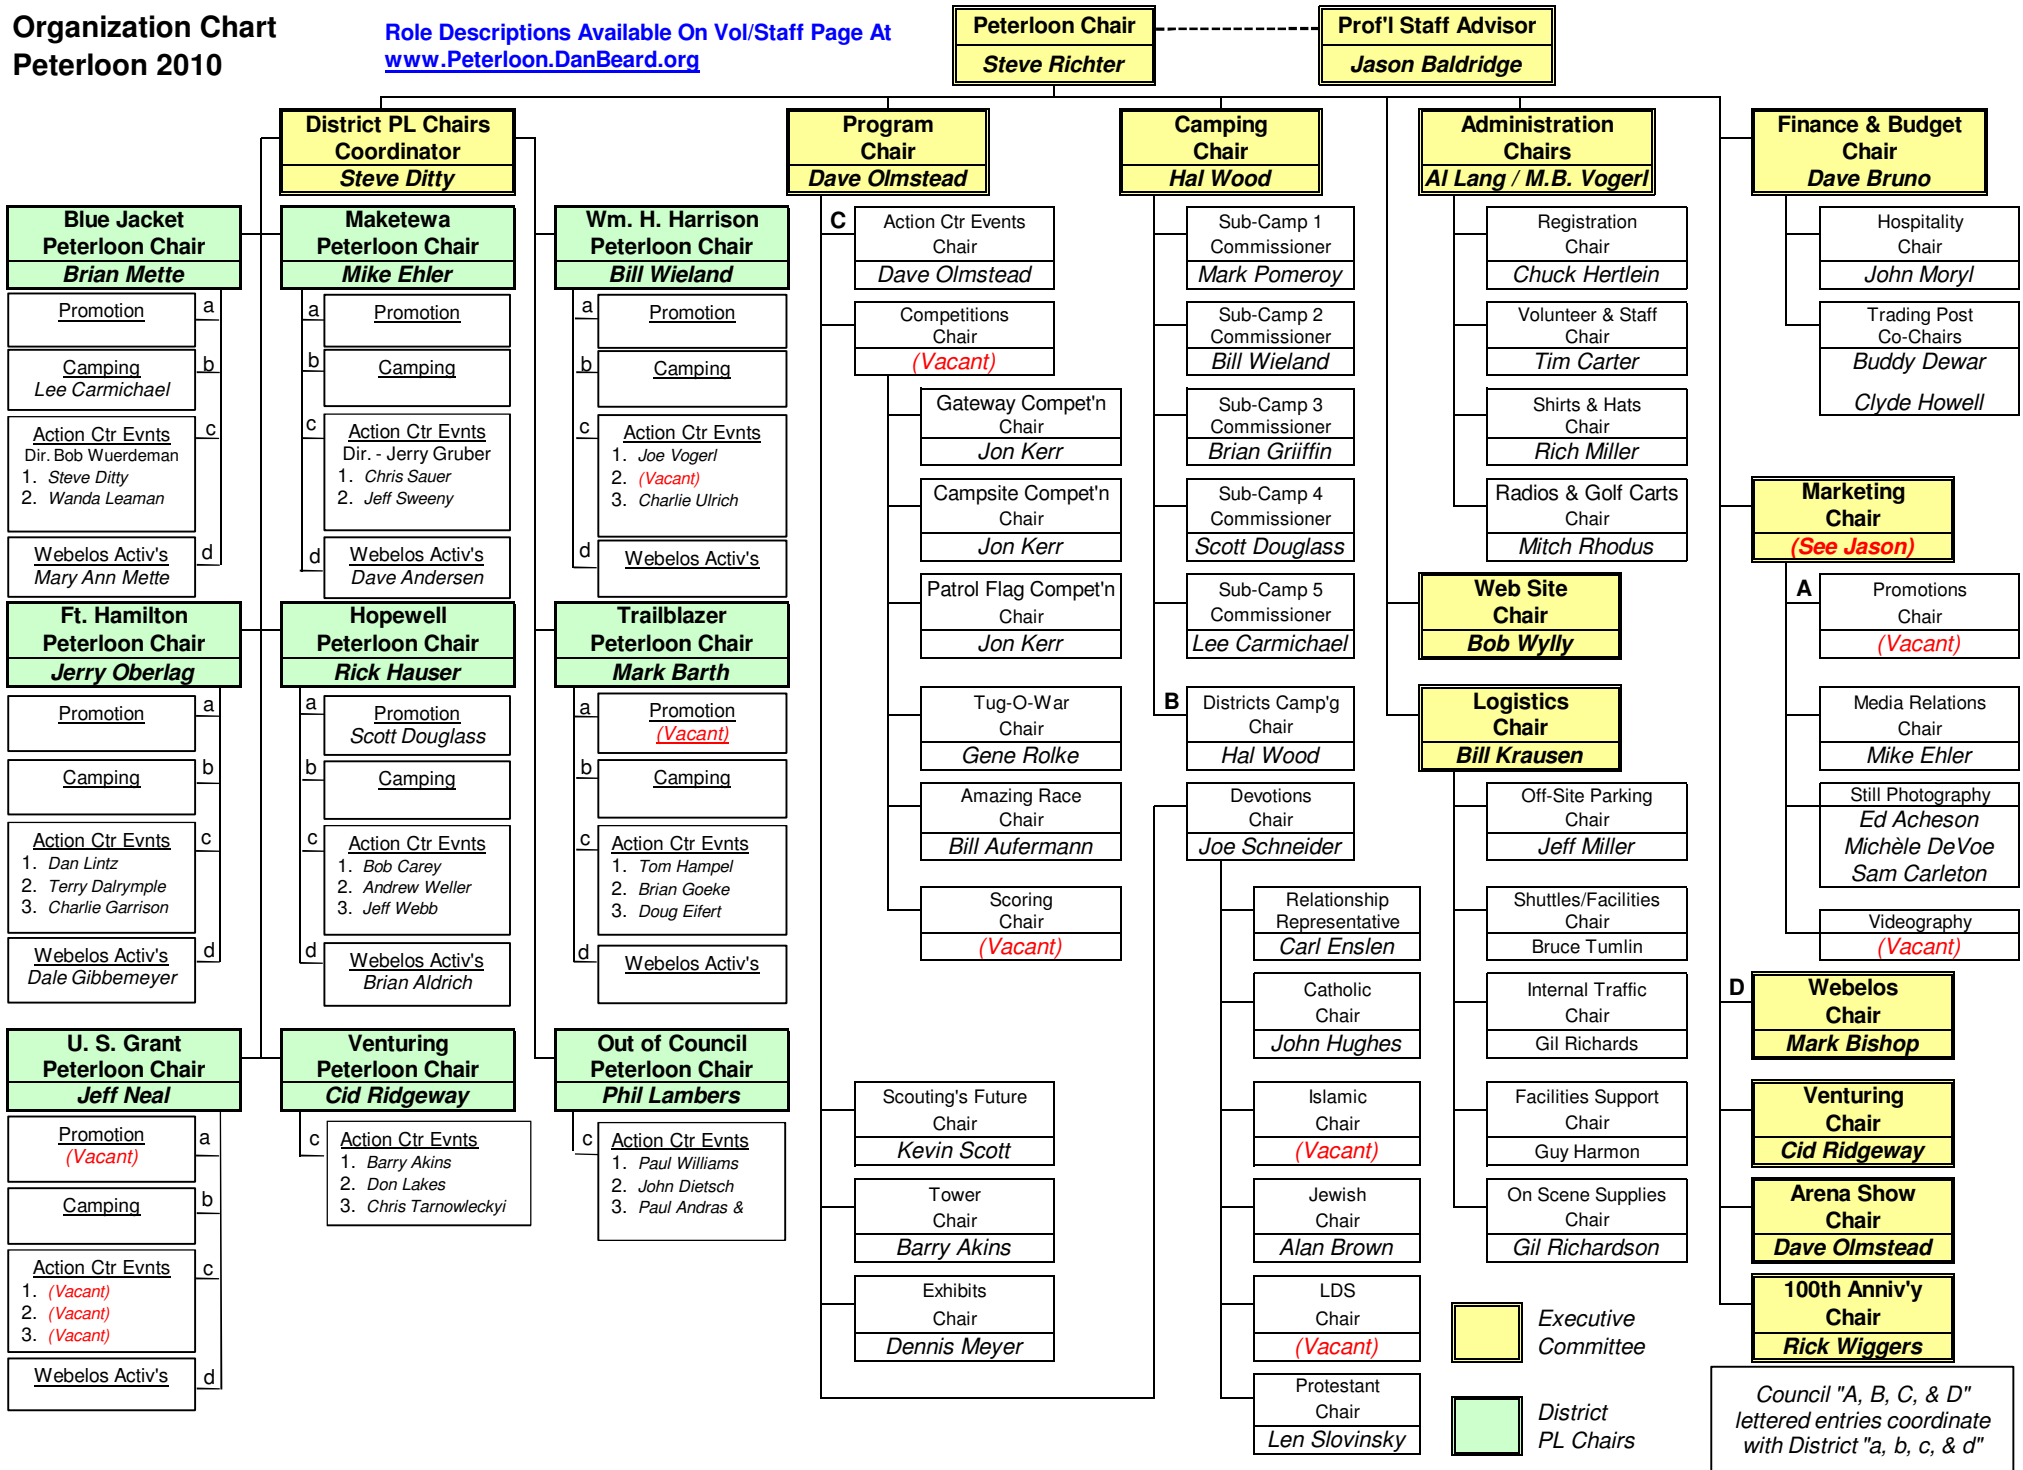 Organization Chart
Peterloon 2010
Role Descriptions Available On Vol/Staff Page At
www.Peterloon.DanBeard.org
Peterloon Chair
Steve Richter
Prof'l Staff Advisor
Jason Baldridge
District PL Chairs
Coordinator
Steve Ditty
Blue Jacket
Peterloon Chair
Brian Mette
a
Promotion
b
Camping
Lee Carmichael
c
Action Ctr Evnts
Dir. Bob Wuerdeman
1. Steve Ditty
2. Wanda Leaman
d
Webelos Activ's
Mary Ann Mette
Maketewa
Peterloon Chair
Mike Ehler
a
Promotion
b
Camping
c
Action Ctr Evnts
Dir. - Jerry Gruber
1. Chris Sauer
2. Jeff Sweeny
d
Webelos Activ's
Dave Andersen
Wm. H. Harrison
Peterloon Chair
Bill Wieland
a
Promotion
b
Camping
c
Action Ctr Evnts
1. Joe Vogerl
2. (Vacant)
3. Charlie Ulrich
d
Webelos Activ's
Ft. Hamilton
Peterloon Chair
Jerry Oberlag
a
Promotion
b
Camping
c
Action Ctr Evnts
1. Dan Lintz
2. Terry Dalrymple
3. Charlie Garrison
d
Webelos Activ's
Dale Gibbemeyer
Hopewell
Peterloon Chair
Rick Hauser
a
Promotion
Scott Douglass
b
Camping
c
Action Ctr Evnts
1. Bob Carey
2. Andrew Weller
3. Jeff Webb
d
Webelos Activ's
Brian Aldrich
Trailblazer
Peterloon Chair
Mark Barth
a
Promotion
(Vacant)
b
Camping
c
Action Ctr Evnts
1. Tom Hampel
2. Brian Goeke
3. Doug Eifert
d
Webelos Activ's
U. S. Grant
Peterloon Chair
Jeff Neal
a
Promotion
(Vacant)
b
Camping
c
Action Ctr Evnts
1. (Vacant)
2. (Vacant)
3. (Vacant)
d
Webelos Activ's
Venturing
Peterloon Chair
Cid Ridgeway
c
Action Ctr Evnts
1. Barry Akins
2. Don Lakes
3. Chris Tarnowleckyi
Out of Council
Peterloon Chair
Phil Lambers
c
Action Ctr Evnts
1. Paul Williams
2. John Dietsch
3. Paul Andras &
Program
Chair
Dave Olmstead
C
Action Ctr Events
Chair
Dave Olmstead
Competitions
Chair
(Vacant)
Gateway Compet'n
Chair
Jon Kerr
Campsite Compet'n
Chair
Jon Kerr
Patrol Flag Compet'n
Chair
Jon Kerr
Tug-O-War
Chair
Gene Rolke
Amazing Race
Chair
Bill Aufermann
Scoring
Chair
(Vacant)
Scouting's Future
Chair
Kevin Scott
Tower
Chair
Barry Akins
Exhibits
Chair
Dennis Meyer
Camping
Chair
Hal Wood
Sub-Camp 1
Commissioner
Mark Pomeroy
Sub-Camp 2
Commissioner
Bill Wieland
Sub-Camp 3
Commissioner
Brian Griiffin
Sub-Camp 4
Commissioner
Scott Douglass
Sub-Camp 5
Commissioner
Lee Carmichael
B
Districts Camp'g
Chair
Hal Wood
Devotions
Chair
Joe Schneider
Relationship
Representative
Carl Enslen
Catholic
Chair
John Hughes
Islamic
Chair
(Vacant)
Jewish
Chair
Alan Brown
LDS
Chair
(Vacant)
Protestant
Chair
Len Slovinsky
Administration
Chairs
Al Lang / M.B. Vogerl
Registration
Chair
Chuck Hertlein
Volunteer & Staff
Chair
Tim Carter
Shirts & Hats
Chair
Rich Miller
Radios & Golf Carts
Chair
Mitch Rhodus
Web Site
Chair
Bob Wylly
Logistics
Chair
Bill Krausen
Off-Site Parking
Chair
Jeff Miller
Shuttles/Facilities
Chair
Bruce Tumlin
Internal Traffic
Chair
Gil Richards
Facilities Support
Chair
Guy Harmon
On Scene Supplies
Chair
Gil Richardson
Finance & Budget
Chair
Dave Bruno
Hospitality
Chair
John Moryl
Trading Post
Co-Chairs
Buddy Dewar
Clyde Howell
Marketing
Chair
(See Jason)
A
Promotions
Chair
(Vacant)
Media Relations
Chair
Mike Ehler
Still Photography
Ed Acheson
Michèle DeVoe
Sam Carleton
Videography
(Vacant)
D
Webelos
Chair
Mark Bishop
Venturing
Chair
Cid Ridgeway
Arena Show
Chair
Dave Olmstead
100th Anniv'y
Chair
Rick Wiggers
Executive
Committee
District
PL Chairs
Council "A, B, C, & D"
lettered entries coordinate
with District "a, b, c, & d"